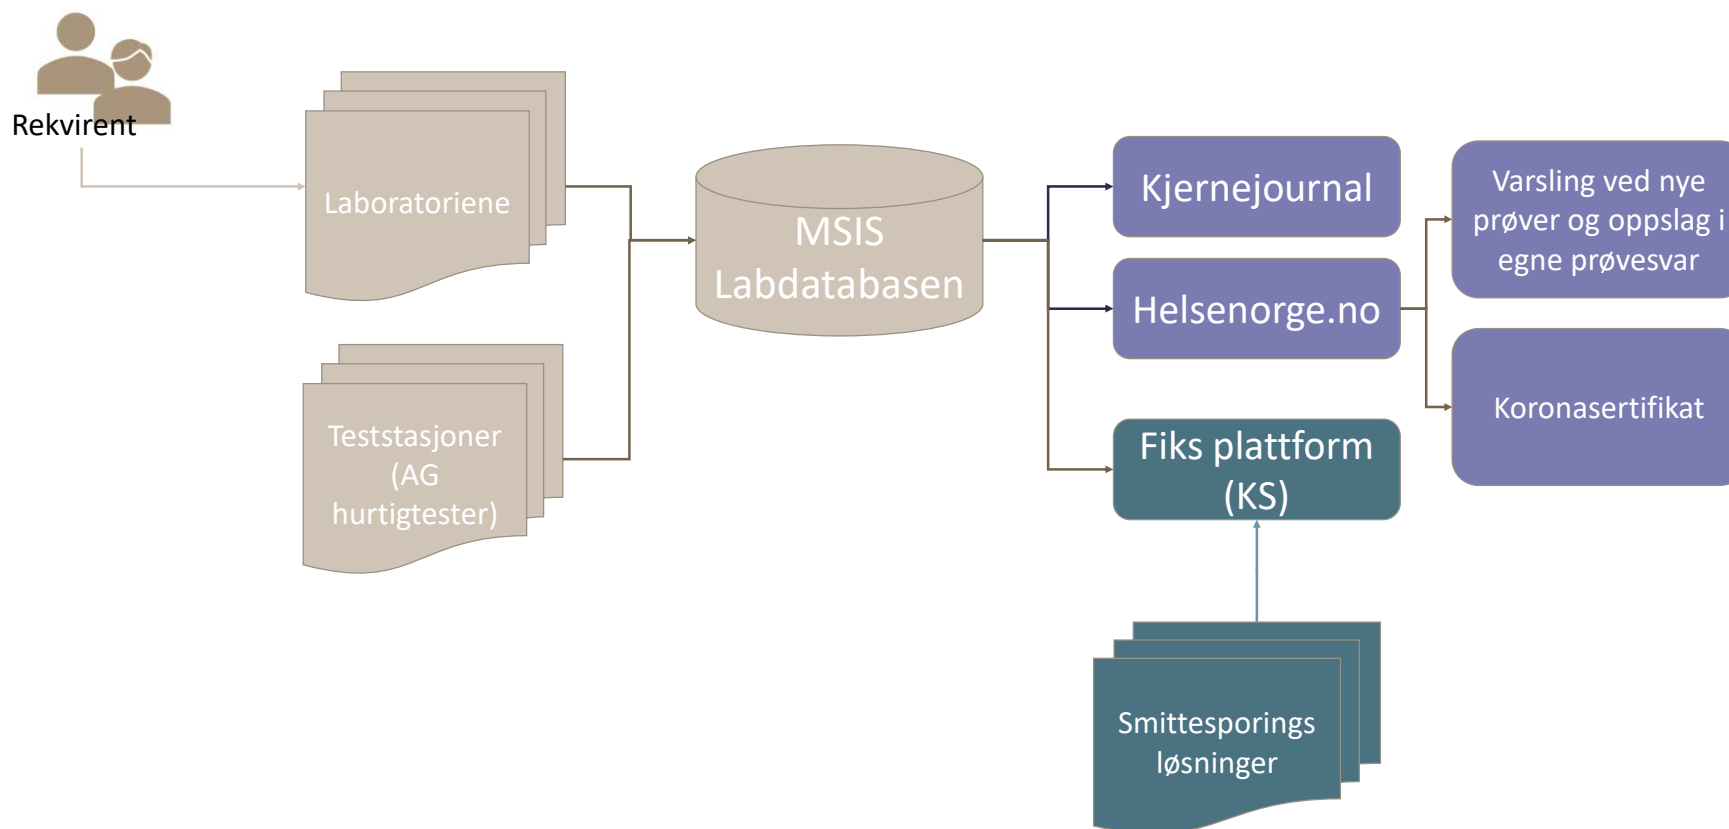 Rekvirent
Laboratoriene
Teststasjoner
(AG
hurtigtester)
MSIS
Labdatabasen
Kjernejournal
Helsenorge.no
Fiks plattform
(KS)
Smittesporings
løsninger
Varsling ved nye
prøver og oppslag i
egne prøvesvar
Koronasertifikat